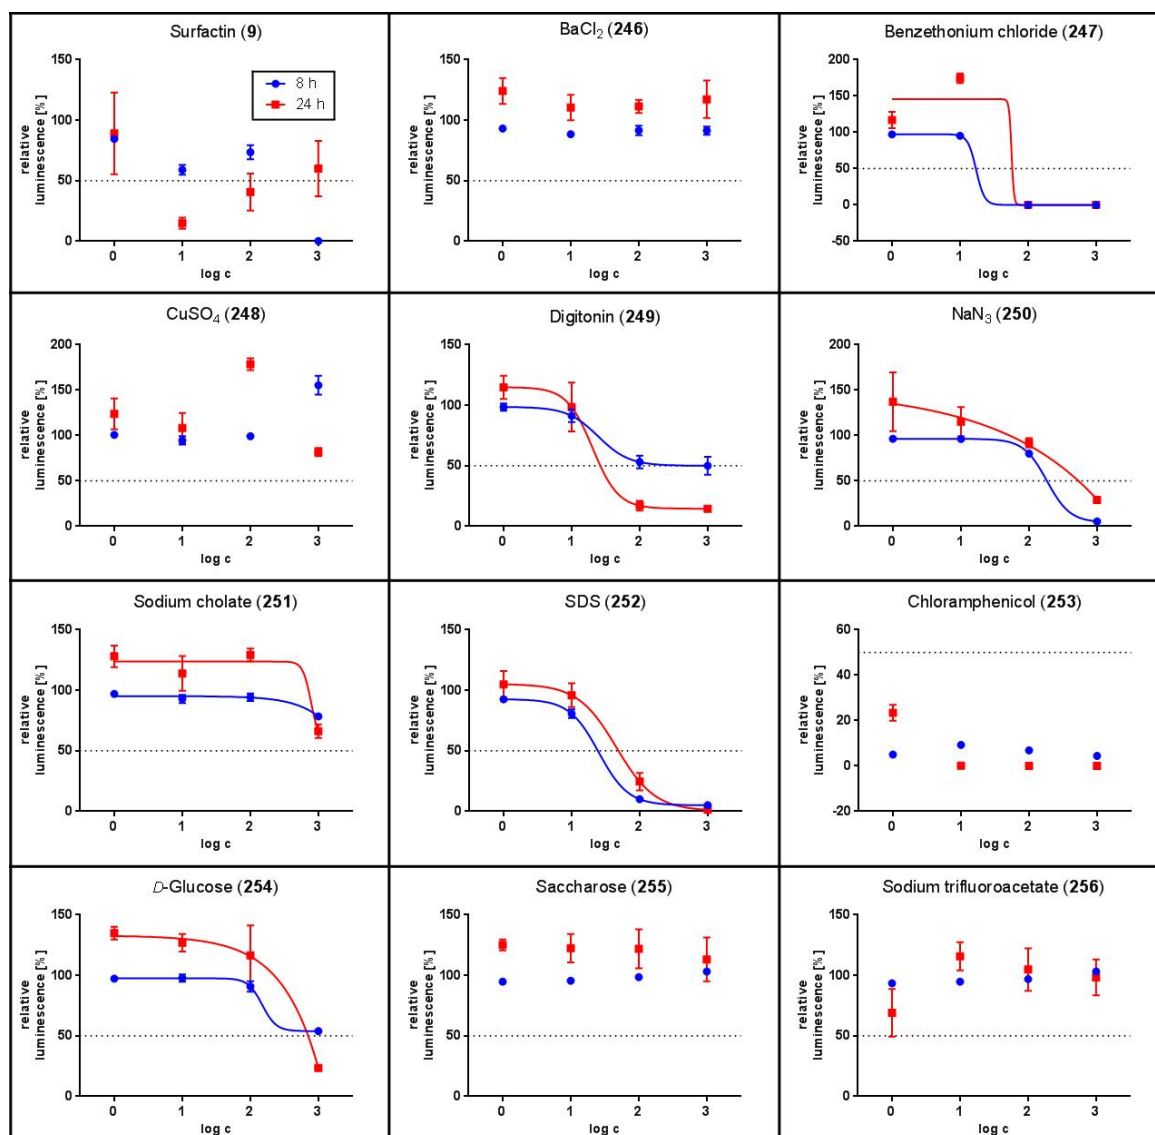 Surfactin (9)
relative
luminescence [%]
150
100
50
0
8 h
24 h
0 1 2 3
log c
BaCl₂ (246)
relative
luminescence [%]
150
100
50
0
0 1 2 3
log c
Benzethonium chloride (247)
relative
luminescence [%]
200
150
100
50
0
-50
0 1 2 3
log c
CuSO₄ (248)
relative
luminescence [%]
200
150
100
50
0
0 1 2 3
log c
Digitonin (249)
relative
luminescence [%]
150
100
50
0
0 1 2 3
log c
NaN₃ (250)
relative
luminescence [%]
200
150
100
50
0
0 1 2 3
log c
Sodium cholate (251)
relative
luminescence [%]
150
100
50
0
0 1 2 3
log c
SDS (252)
relative
luminescence [%]
150
100
50
0
0 1 2 3
log c
Chloramphenicol (253)
relative
luminescence [%]
60
40
20
0
-20
0 1 2 3
log c
D-Glucose (254)
relative
luminescence [%]
150
100
50
0
0 1 2 3
log c
Saccharose (255)
relative
luminescence [%]
150
100
50
0
0 1 2 3
log c
Sodium trifluoroacetate (256)
relative
luminescence [%]
150
100
50
0
0 1 2 3
log c